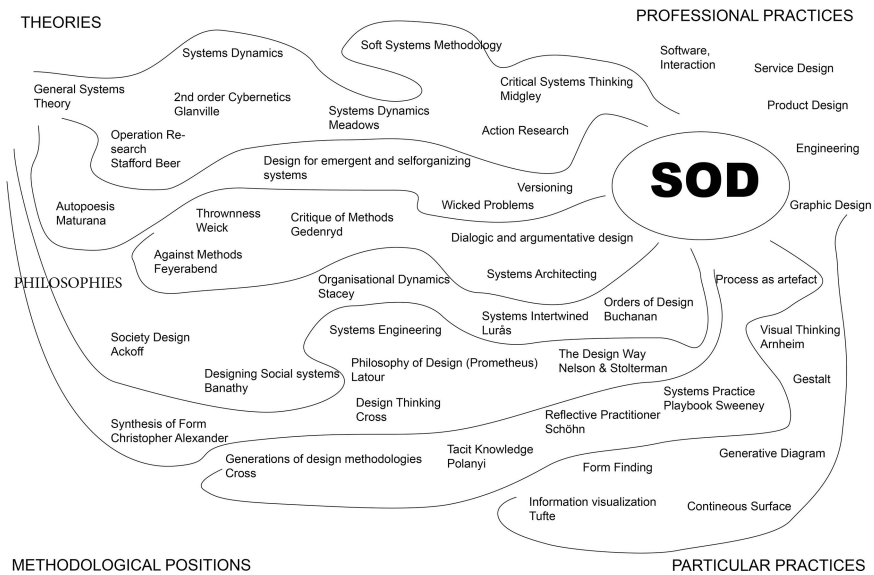 THEORIES
PROFESSIONAL PRACTICES
Soft Systems Methodology
Systems Dynamics
Software,
Interaction
Service Design
General Systems
Theory
Critical Systems Thinking
Midgley
2nd order Cybernetics
Glanville
Systems Dynamics
Meadows
Product Design
Operation Re-
search
Stafford Beer
Action Research
Engineering
Design for emergent and selforganizing
systems
SOD
Versioning
Wicked Problems
Graphic Design
Autopoesis
Maturana
Thrownness
Weick
Critique of Methods
Gedenryd
Dialogic and argumentative design
Against Methods
Feyerabend
PHILOSOPHIES
Organisational Dynamics
Stacey
Systems Architecting
Process as artefact
Orders of Design
Buchanan
Systems Intertwined
Lurås
Systems Engineering
Visual Thinking
Arnheim
Society Design
Ackoff
Philosophy of Design (Prometheus)
Latour
The Design Way
Nelson & Stolterman
Designing Social systems
Banathy
Gestalt
Systems Practice
Playbook Sweeney
Design Thinking
Cross
Reflective Practitioner
Schöhn
Synthesis of Form
Christopher Alexander
Tacit Knowledge
Polanyi
Generative Diagram
Generations of design methodologies
Cross
Form Finding
Information visualization
Tufte
Contineous Surface
METHODOLOGICAL POSITIONS
PARTICULAR PRACTICES